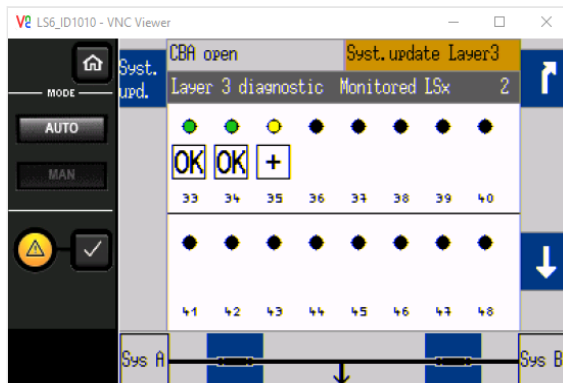 LS6_ID1010 - VNC Viewer
MODE
AUTO
MAN
Syst.
upd.
CBA open
Syst.update Layer3
Layer 3 diagnostic Monitored LSx 2
OK OK +
33 34 35 36 37 38 39 40
41 42 43 44 45 46 47 48
Sys A
Sys B